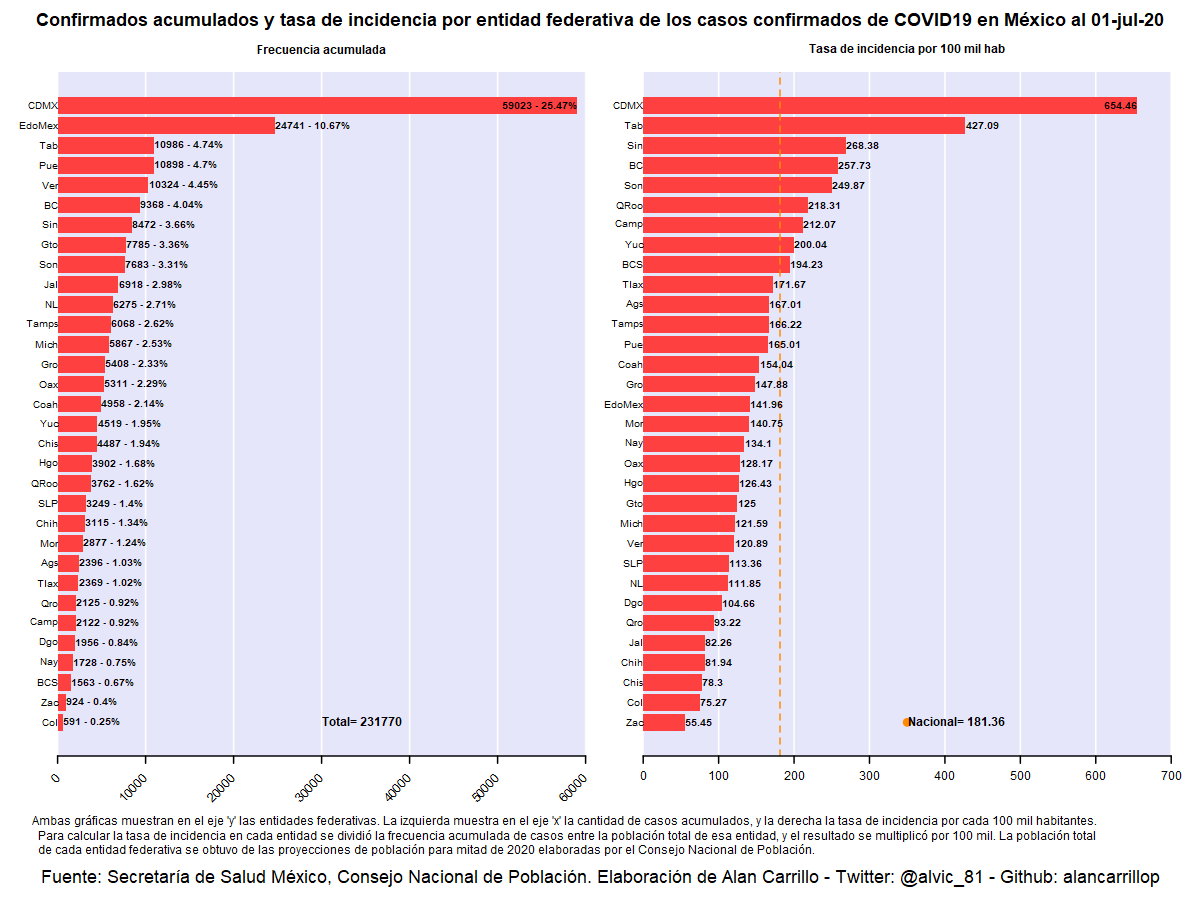 Confirmados acumulados y tasa de incidencia por entidad federativa de los casos confirmados de COVID19 en México al 01-jul-20
Frecuencia acumulada
CDMX 59023 - 25.47%
EdoMex 24741 - 10.67%
Tab 10986 - 4.74%
Pue 10898 - 4.7%
Ver 10324 - 4.45%
BC 9368 - 4.04%
Sin 8472 - 3.66%
Gto 7785 - 3.36%
Son 7683 - 3.31%
Jal 6918 - 2.98%
NL 6275 - 2.71%
Tamps 6068 - 2.62%
Mich 5867 - 2.53%
Gro 5408 - 2.33%
Oax 5311 - 2.29%
Coah 4958 - 2.14%
Yuc 4519 - 1.95%
Chis 4487 - 1.94%
Hgo 3902 - 1.68%
QRoo 3762 - 1.62%
SLP 3249 - 1.4%
Chih 3115 - 1.34%
Mor 2877 - 1.24%
Ags 2396 - 1.03%
Tlax 2369 - 1.02%
Qro 2125 - 0.92%
Camp 2122 - 0.92%
Dgo 1956 - 0.84%
Nay 1728 - 0.75%
BCS 1563 - 0.67%
Zac 924 - 0.4%
Col 591 - 0.25%
Total= 231770
0 10000 20000 30000 40000 50000 60000
Tasa de incidencia por 100 mil hab
CDMX 654.46
Tab 427.09
Sin 268.38
BC 257.73
Son 249.87
QRoo 218.31
Camp 212.07
Yuc 200.04
BCS 194.23
Tlax 171.67
Ags 167.01
Tamps 166.22
Pue 165.01
Coah 154.04
Gro 147.88
EdoMex 141.96
Mor 140.75
Nay 134.1
Oax 128.17
Hgo 126.43
Gto 125
Mich 121.59
Ver 120.89
SLP 113.36
NL 111.85
Dgo 104.66
Qro 93.22
Jal 82.26
Chih 81.94
Chis 78.3
Col 75.27
Zac 55.45
Nacional= 181.36
0 100 200 300 400 500 600 700
Ambas gráficas muestran en el eje 'y' las entidades federativas. La izquierda muestra en el eje 'x' la cantidad de casos acumulados, y la derecha la tasa de incidencia por cada 100 mil habitantes.
Para calcular la tasa de incidencia en cada entidad se dividió la frecuencia acumulada de casos entre la población total de esa entidad, y el resultado se multiplicó por 100 mil. La población total
de cada entidad federativa se obtuvo de las proyecciones de población para mitad de 2020 elaboradas por el Consejo Nacional de Población.
Fuente: Secretaría de Salud México, Consejo Nacional de Población. Elaboración de Alan Carrillo - Twitter: @alvic_81 - Github: alancarrillop